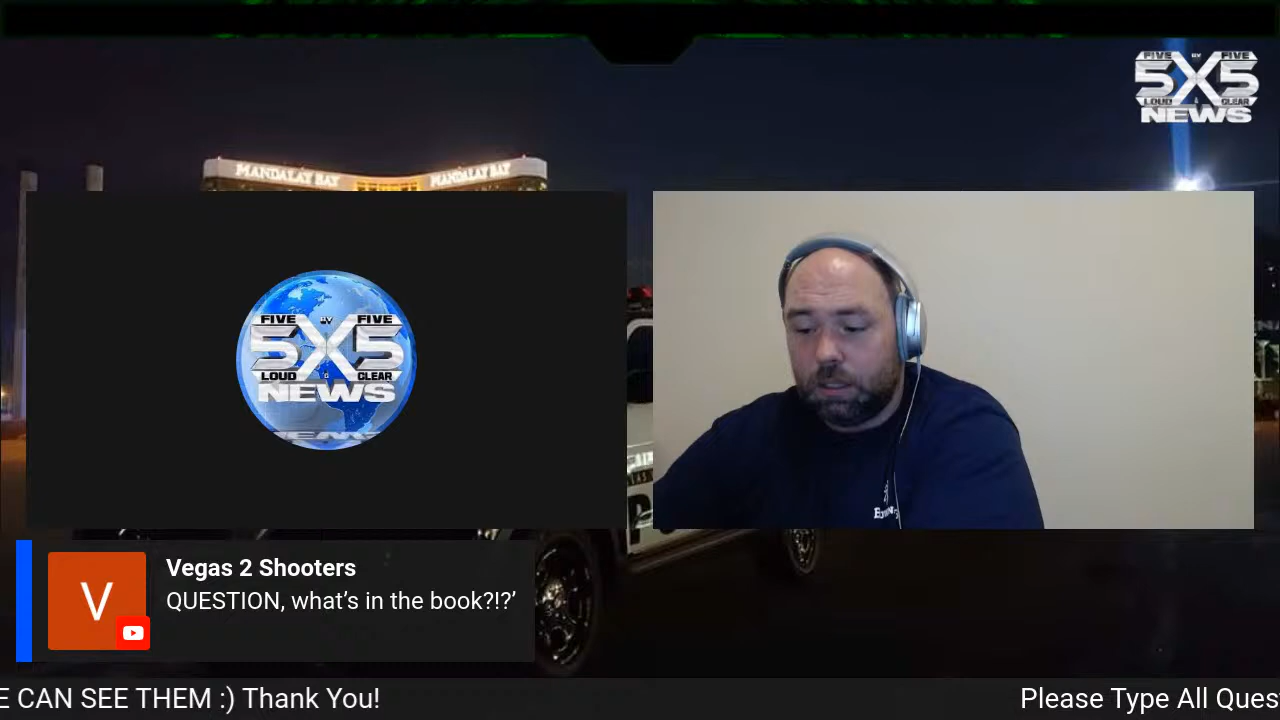 FIVE BY FIVE
5X5
LOUD & CLEAR
NEWS
MANDALAY BAY
MANDALAY BAY
FIVE BY FIVE
5X5
LOUD & CLEAR
NEWS
V
Vegas 2 Shooters
QUESTION, what’s in the book?!?’
E CAN SEE THEM :) Thank You!
Please Type All Ques